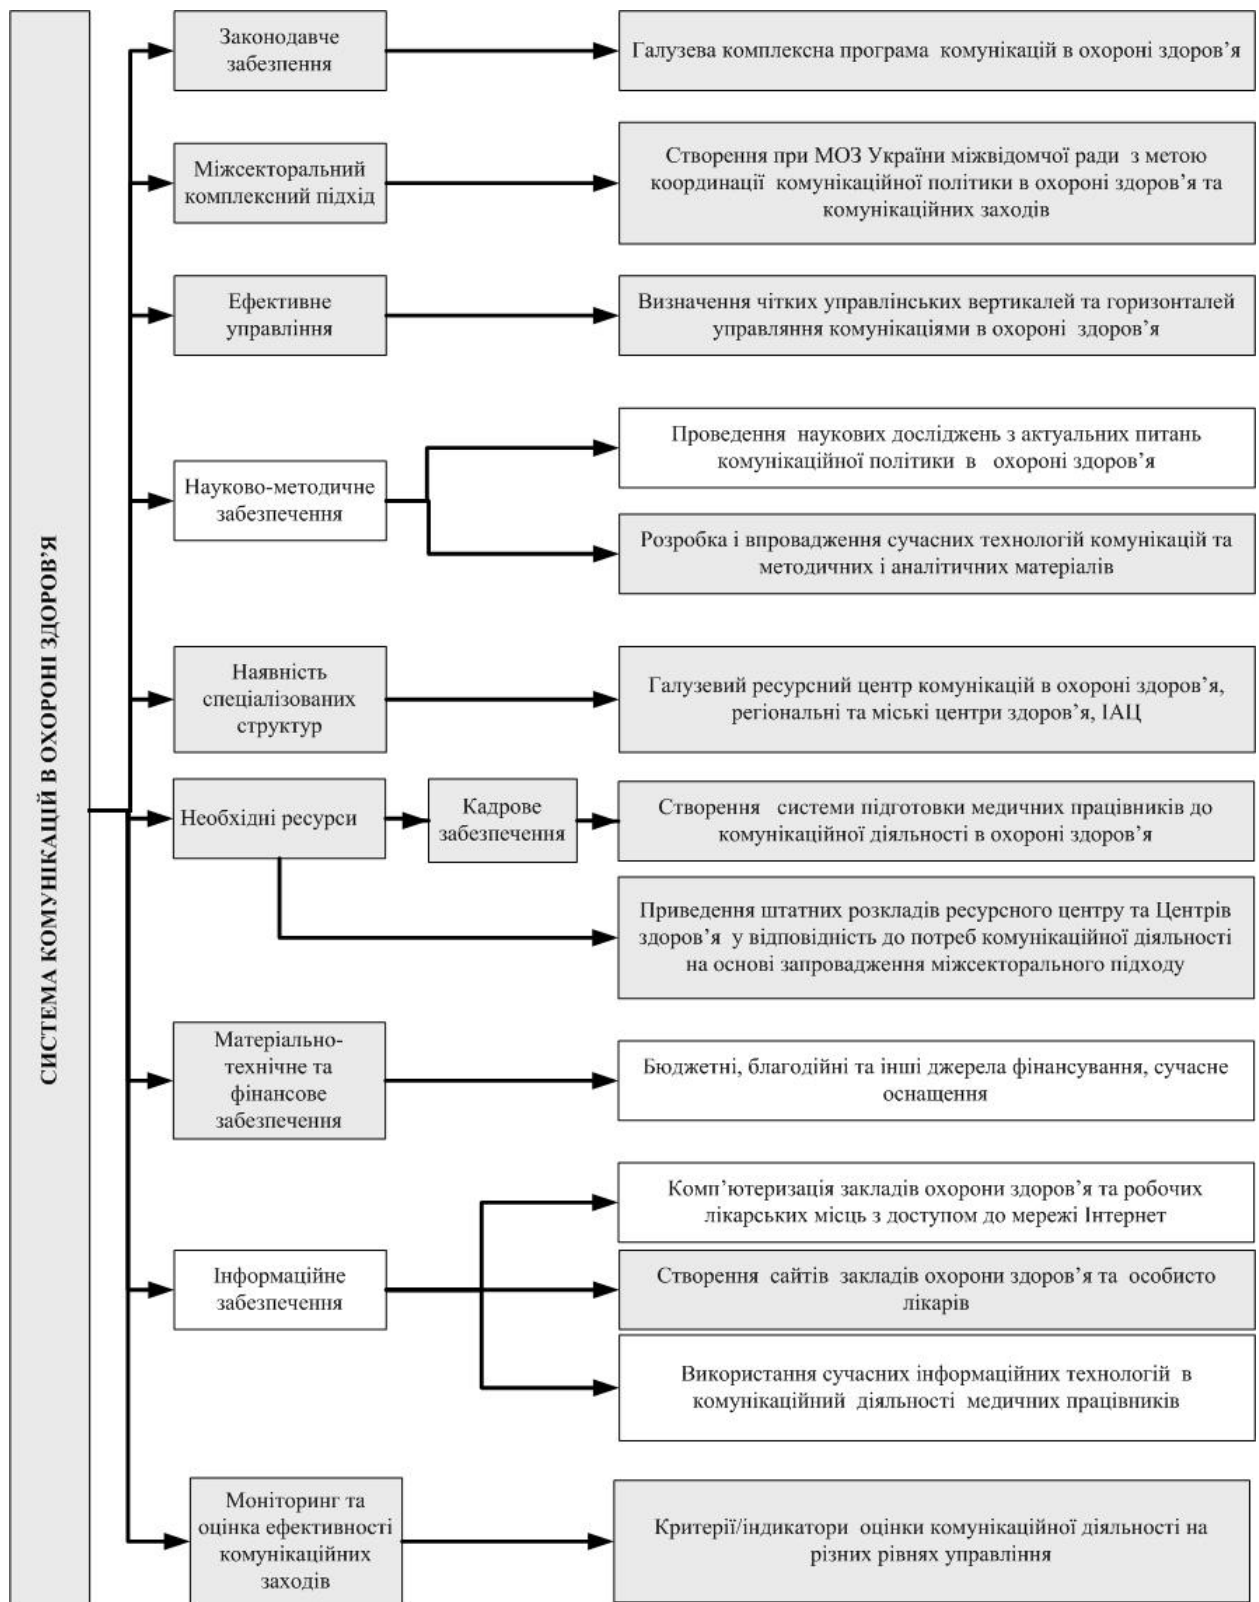 СИСТЕМА КОМУНІКАЦІЙ В ОХОРОНІ ЗДОРОВ’Я
Законодавче
забезпення
Галузева комплексна програма комунікацій в охороні здоров’я
Міжсекторальний
комплексний підхід
Створення при МОЗ України міжвідомчої ради з метою
координації комунікаційної політики в охороні здоров’я та
комунікаційних заходів
Ефективне
управління
Визначення чітких управлінських вертикалей та горизонталей
управляння комунікаціями в охороні здоров’я
Науково-методичне
забезпечення
Проведення наукових досліджень з актуальних питань
комунікаційної політики в охороні здоров’я
Розробка і впровадження сучасних технологій комунікацій та
методичних і аналітичних матеріалів
Наявність
спеціалізованих
структур
Галузевий ресурсний центр комунікацій в охороні здоров’я,
регіональні та міські центри здоров’я, ІАЦ
Необхідні ресурси
Кадрове
забезпечення
Створення системи підготовки медичних працівників до
комунікаційної діяльності в охороні здоров’я
Приведення штатних розкладів ресурсного центру та Центрів
здоров’я у відповідність до потреб комунікаційної діяльності
на основі запровадження міжсекторального підходу
Матеріально-
технічне та
фінансове
забезпечення
Бюджетні, благодійні та інші джерела фінансування, сучасне
оснащення
Інформаційне
забезпечення
Комп’ютеризація закладів охорони здоров’я та робочих
лікарських місць з доступом до мережі Інтернет
Створення сайтів закладів охорони здоров’я та особисто
лікарів
Використання сучасних інформаційних технологій в
комунікаційний діяльності медичних працівників
Моніторинг та
оцінка ефективності
комунікаційних
заходів
Критерії/індикатори оцінки комунікаційної діяльності на
різних рівнях управління